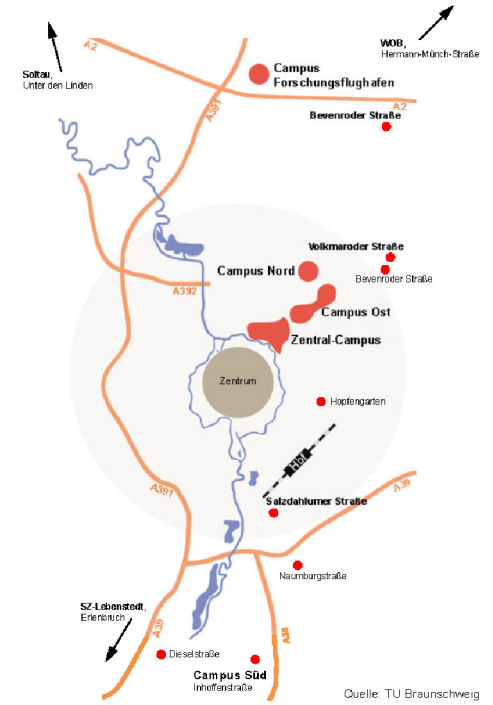 WOB,
Hermann-Münch-Straße
A2
Soltau,
Unter den Linden
Campus
Forschungsflughafen
A391
A2
Bevenroder Straße
Volkmaroder Straße
Campus Nord
Bevenroder Straße
A392
Campus Ost
Zentral-Campus
Zentrum
Hopfengarten
Hbf
A391
A39
Salzdahlumer Straße
Naumburgstraße
SZ-Lebenstedt,
Erlenbruch
A39
A36
Dieselstraße
Campus Süd
Inhoffenstraße
Quelle: TU Braunschweig